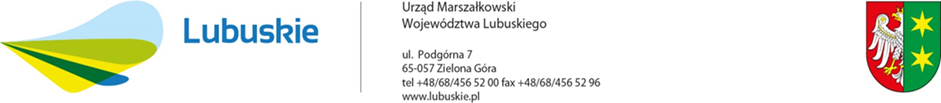 Lubuskie
Urząd Marszałkowski
Województwa Lubuskiego
ul. Podgórna 7
65-057 Zielona Góra
tel +48/68/456 52 00 fax +48/68/456 52 96
www.lubuskie.pl